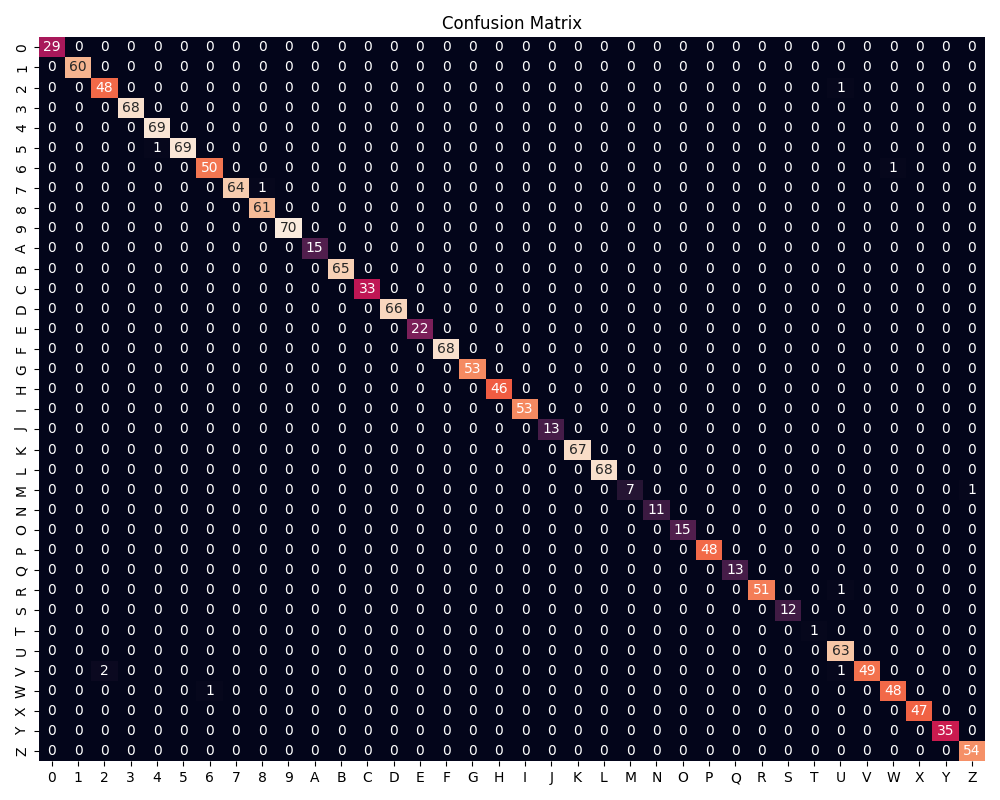 Confusion Matrix
0 29 0 0 0 0 0 0 0 0 0 0 0 0 0 0 0 0 0 0 0 0 0 0 0 0 0 0 0 0 0 0 0 0 0 0 0
1 0 60 0 0 0 0 0 0 0 0 0 0 0 0 0 0 0 0 0 0 0 0 0 0 0 0 0 0 0 0 0 0 0 0 0 0
2 0 0 48 0 0 0 0 0 0 0 0 0 0 0 0 0 0 0 0 0 0 0 0 0 0 0 0 0 0 0 1 0 0 0 0 0
3 0 0 0 68 0 0 0 0 0 0 0 0 0 0 0 0 0 0 0 0 0 0 0 0 0 0 0 0 0 0 0 0 0 0 0 0
4 0 0 0 0 69 0 0 0 0 0 0 0 0 0 0 0 0 0 0 0 0 0 0 0 0 0 0 0 0 0 0 0 0 0 0 0
5 0 0 0 0 1 69 0 0 0 0 0 0 0 0 0 0 0 0 0 0 0 0 0 0 0 0 0 0 0 0 0 0 0 0 0 0
6 0 0 0 0 0 0 50 0 0 0 0 0 0 0 0 0 0 0 0 0 0 0 0 0 0 0 0 0 0 0 0 0 1 0 0 0
7 0 0 0 0 0 0 0 64 1 0 0 0 0 0 0 0 0 0 0 0 0 0 0 0 0 0 0 0 0 0 0 0 0 0 0 0
8 0 0 0 0 0 0 0 0 61 0 0 0 0 0 0 0 0 0 0 0 0 0 0 0 0 0 0 0 0 0 0 0 0 0 0 0
9 0 0 0 0 0 0 0 0 0 70 0 0 0 0 0 0 0 0 0 0 0 0 0 0 0 0 0 0 0 0 0 0 0 0 0 0
A 0 0 0 0 0 0 0 0 0 0 15 0 0 0 0 0 0 0 0 0 0 0 0 0 0 0 0 0 0 0 0 0 0 0 0 0
B 0 0 0 0 0 0 0 0 0 0 0 65 0 0 0 0 0 0 0 0 0 0 0 0 0 0 0 0 0 0 0 0 0 0 0 0
C 0 0 0 0 0 0 0 0 0 0 0 0 33 0 0 0 0 0 0 0 0 0 0 0 0 0 0 0 0 0 0 0 0 0 0 0
D 0 0 0 0 0 0 0 0 0 0 0 0 0 66 0 0 0 0 0 0 0 0 0 0 0 0 0 0 0 0 0 0 0 0 0 0
E 0 0 0 0 0 0 0 0 0 0 0 0 0 0 22 0 0 0 0 0 0 0 0 0 0 0 0 0 0 0 0 0 0 0 0 0
F 0 0 0 0 0 0 0 0 0 0 0 0 0 0 0 68 0 0 0 0 0 0 0 0 0 0 0 0 0 0 0 0 0 0 0 0
G 0 0 0 0 0 0 0 0 0 0 0 0 0 0 0 0 53 0 0 0 0 0 0 0 0 0 0 0 0 0 0 0 0 0 0 0
H 0 0 0 0 0 0 0 0 0 0 0 0 0 0 0 0 0 46 0 0 0 0 0 0 0 0 0 0 0 0 0 0 0 0 0 0
I 0 0 0 0 0 0 0 0 0 0 0 0 0 0 0 0 0 0 53 0 0 0 0 0 0 0 0 0 0 0 0 0 0 0 0 0
J 0 0 0 0 0 0 0 0 0 0 0 0 0 0 0 0 0 0 0 13 0 0 0 0 0 0 0 0 0 0 0 0 0 0 0 0
K 0 0 0 0 0 0 0 0 0 0 0 0 0 0 0 0 0 0 0 0 67 0 0 0 0 0 0 0 0 0 0 0 0 0 0 0
L 0 0 0 0 0 0 0 0 0 0 0 0 0 0 0 0 0 0 0 0 0 68 0 0 0 0 0 0 0 0 0 0 0 0 0 0
M 0 0 0 0 0 0 0 0 0 0 0 0 0 0 0 0 0 0 0 0 0 0 7 0 0 0 0 0 0 0 0 0 0 0 0 1
N 0 0 0 0 0 0 0 0 0 0 0 0 0 0 0 0 0 0 0 0 0 0 0 11 0 0 0 0 0 0 0 0 0 0 0 0
O 0 0 0 0 0 0 0 0 0 0 0 0 0 0 0 0 0 0 0 0 0 0 0 0 15 0 0 0 0 0 0 0 0 0 0 0
P 0 0 0 0 0 0 0 0 0 0 0 0 0 0 0 0 0 0 0 0 0 0 0 0 0 48 0 0 0 0 0 0 0 0 0 0
Q 0 0 0 0 0 0 0 0 0 0 0 0 0 0 0 0 0 0 0 0 0 0 0 0 0 0 13 0 0 0 0 0 0 0 0 0
R 0 0 0 0 0 0 0 0 0 0 0 0 0 0 0 0 0 0 0 0 0 0 0 0 0 0 0 51 0 0 1 0 0 0 0 0
S 0 0 0 0 0 0 0 0 0 0 0 0 0 0 0 0 0 0 0 0 0 0 0 0 0 0 0 0 12 0 0 0 0 0 0 0
T 0 0 0 0 0 0 0 0 0 0 0 0 0 0 0 0 0 0 0 0 0 0 0 0 0 0 0 0 0 1 0 0 0 0 0 0
U 0 0 0 0 0 0 0 0 0 0 0 0 0 0 0 0 0 0 0 0 0 0 0 0 0 0 0 0 0 0 63 0 0 0 0 0
V 0 0 2 0 0 0 0 0 0 0 0 0 0 0 0 0 0 0 0 0 0 0 0 0 0 0 0 0 0 0 1 49 0 0 0 0
W 0 0 0 0 0 0 1 0 0 0 0 0 0 0 0 0 0 0 0 0 0 0 0 0 0 0 0 0 0 0 0 0 48 0 0 0
X 0 0 0 0 0 0 0 0 0 0 0 0 0 0 0 0 0 0 0 0 0 0 0 0 0 0 0 0 0 0 0 0 0 47 0 0
Y 0 0 0 0 0 0 0 0 0 0 0 0 0 0 0 0 0 0 0 0 0 0 0 0 0 0 0 0 0 0 0 0 0 0 35 0
Z 0 0 0 0 0 0 0 0 0 0 0 0 0 0 0 0 0 0 0 0 0 0 0 0 0 0 0 0 0 0 0 0 0 0 0 54
0 1 2 3 4 5 6 7 8 9 A B C D E F G H I J K L M N O P Q R S T U V W X Y Z